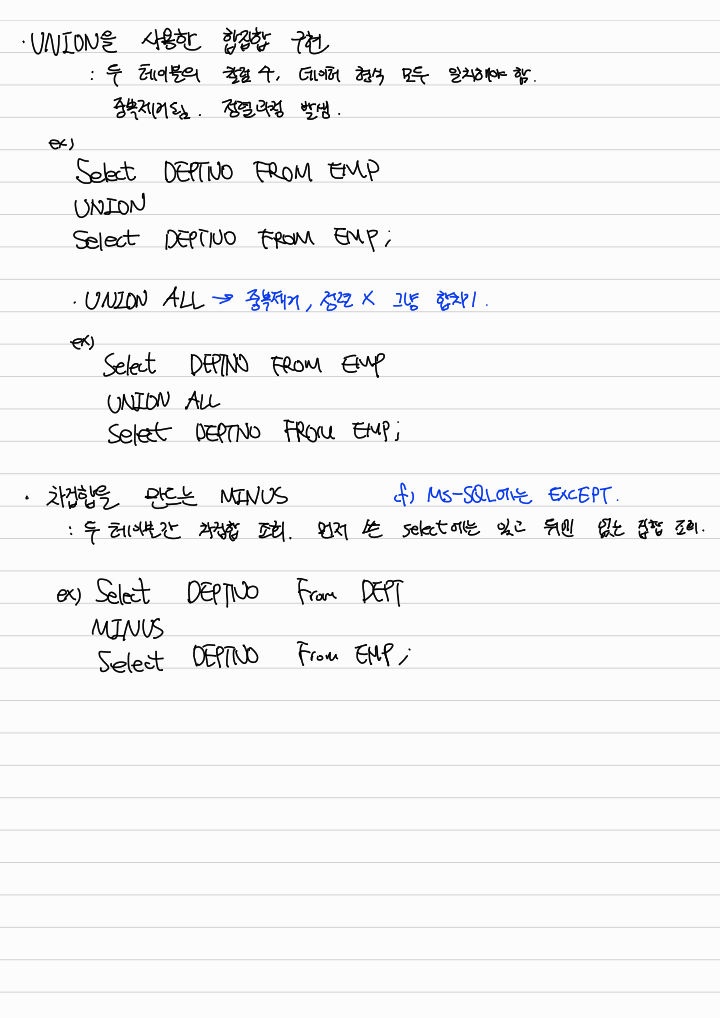 · UNION을 사용한 합집합 구현
: 두 테이블의 칼럼 수, 데이터 형식 모두 일치해야 함.
중복제거됨. 정렬과정 발생.
ex)
Select DEPTNO FROM EMP
UNION
Select DEPTNO FROM EMP;
· UNION ALL → 중복제거, 정렬 X 그냥 합치기.
ex)
Select DEPTNO FROM EMP
UNION ALL
Select DEPTNO FROM EMP;
· 차집합을 만드는 MINUS cf) MS-SQL에는 EXCEPT.
: 두 테이블간 차집합 조회. 먼저 쓴 select에는 있고 뒤엔 없는 집합 조회.
ex) Select DEPTNO From DEPT
MINUS
Select DEPTNO From EMP;